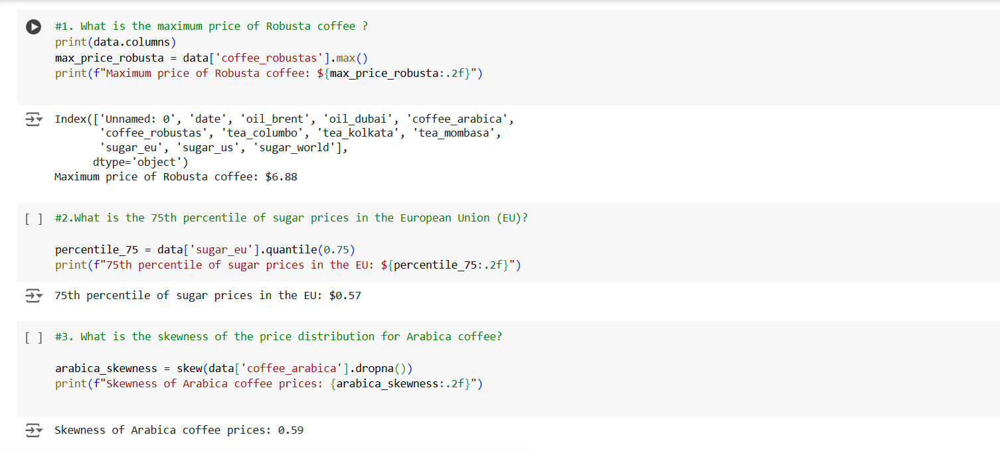 #1. What is the maximum price of Robusta coffee ?
print(data.columns)
max_price_robusta = data['coffee_robustas'].max()
print(f"Maximum price of Robusta coffee: ${max_price_robusta:.2f}")
Index(['Unnamed: 0', 'date', 'oil_brent', 'oil_dubai', 'coffee_arabica',
'coffee_robustas', 'tea_columbo', 'tea_kolkata', 'tea_mombasa',
'sugar_eu', 'sugar_us', 'sugar_world'],
dtype='object')
Maximum price of Robusta coffee: $6.88
[ ] #2.What is the 75th percentile of sugar prices in the European Union (EU)?
percentile_75 = data['sugar_eu'].quantile(0.75)
print(f"75th percentile of sugar prices in the EU: ${percentile_75:.2f}")
75th percentile of sugar prices in the EU: $0.57
[ ] #3. What is the skewness of the price distribution for Arabica coffee?
arabica_skewness = skew(data['coffee_arabica'].dropna())
print(f"Skewness of Arabica coffee prices: {arabica_skewness:.2f}")
Skewness of Arabica coffee prices: 0.59